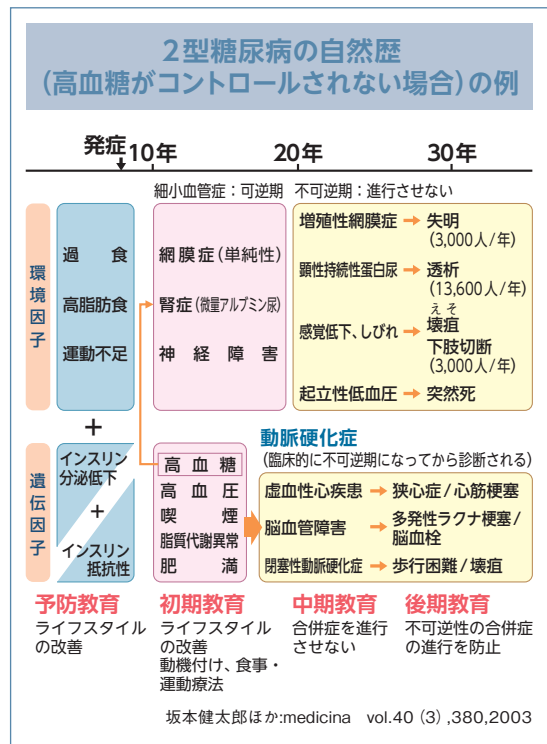 2型糖尿病の自然歴
(高血糖がコントロールされない場合)の例
発症 10年 20年 30年
細小血管症：可逆期 不可逆期：進行させない
環境因子
過食
高脂肪食
運動不足
網膜症(単純性)
腎症(微量アルブミン尿)
神経障害
増殖性網膜症 → 失明
(3,000人/年)
顕性持続性蛋白尿 → 透析
(13,600人/年)
えそ
感覚低下、しびれ → 壊疽
下肢切断
(3,000人/年)
起立性低血圧 → 突然死
+
遺伝因子
インスリン
分泌低下
+
インスリン
抵抗性
高血糖
高血圧
喫煙
脂質代謝異常
肥満
動脈硬化症
(臨床的に不可逆期になってから診断される)
虚血性心疾患 → 狭心症/心筋梗塞
脳血管障害 → 多発性ラクナ梗塞/
脳血栓
閉塞性動脈硬化症 → 歩行困難/壊疽
予防教育
ライフスタイル
の改善
初期教育
ライフスタイル
の改善
動機付け、食事・
運動療法
中期教育
合併症を進行
させない
後期教育
不可逆性の合併症
の進行を防止
坂本健太郎ほか:medicina vol.40 (3) ,380,2003